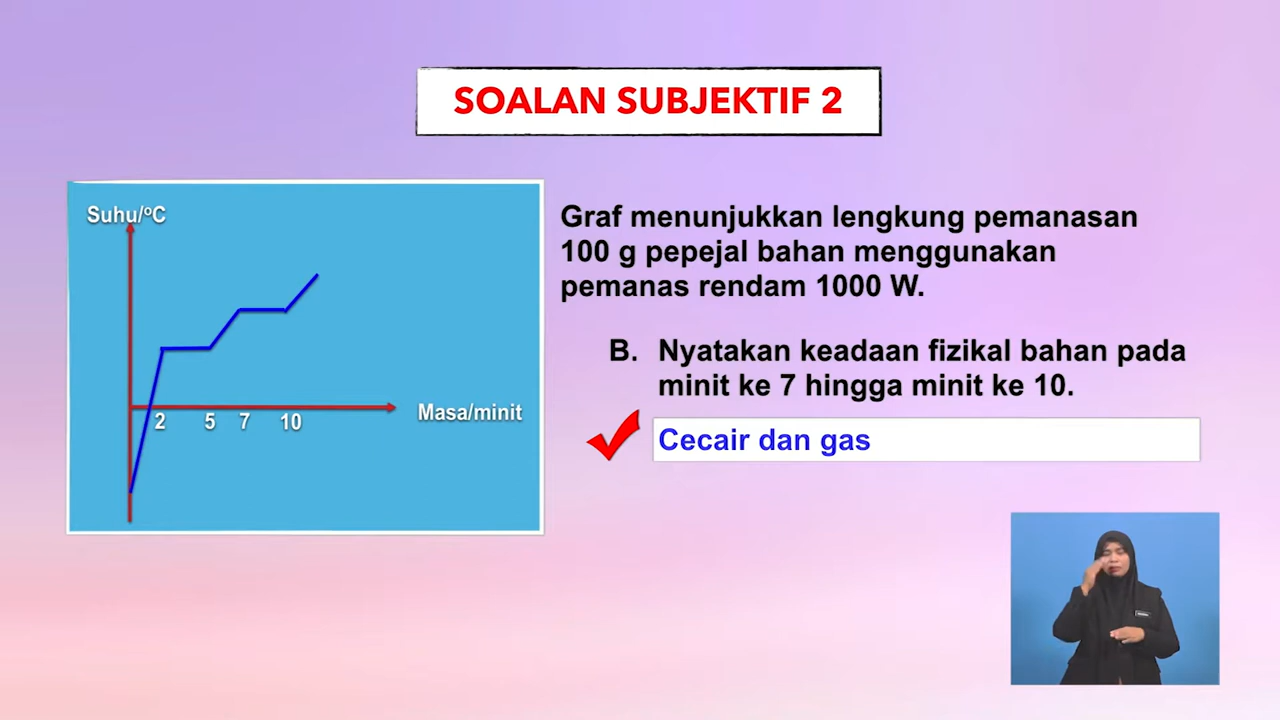 SOALAN SUBJEKTIF 2
Suhu/ºC
2 5 7 10
Masa/minit
Graf menunjukkan lengkung pemanasan
100 g pepejal bahan menggunakan
pemanas rendam 1000 W.
B. Nyatakan keadaan fizikal bahan pada
minit ke 7 hingga minit ke 10.
Cecair dan gas